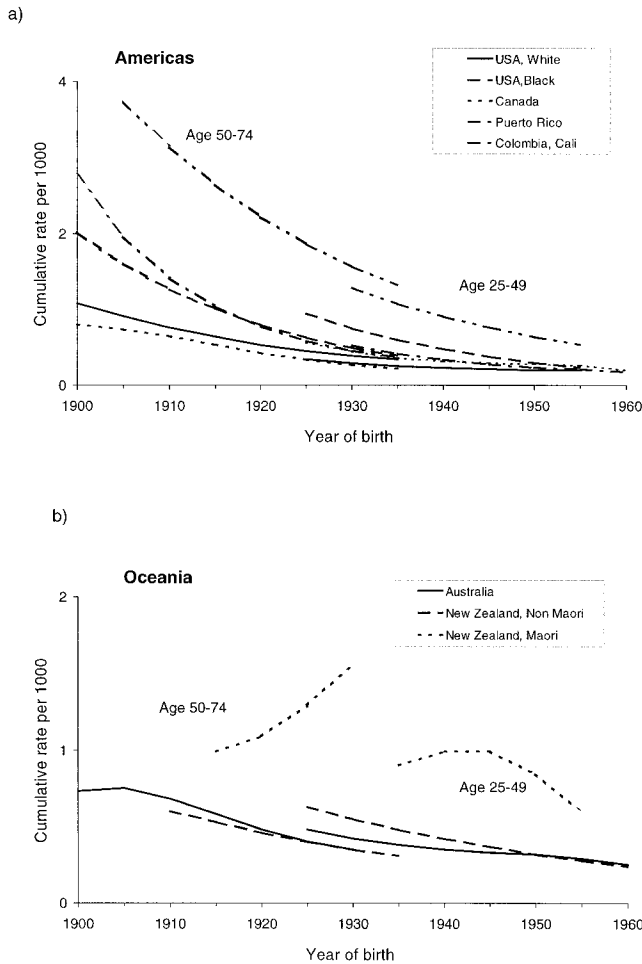 a)
Americas
USA, White
USA,Black
Canada
Puerto Rico
Colombia, Cali
Cumulative rate per 1000
4
2
0
Age 50-74
Age 25-49
1900 1910 1920 1930 1940 1950 1960
Year of birth
b)
Oceania
Australia
New Zealand, Non Maori
New Zealand, Maori
Cumulative rate per 1000
2
1
0
Age 50-74
Age 25-49
1900 1910 1920 1930 1940 1950 1960
Year of birth